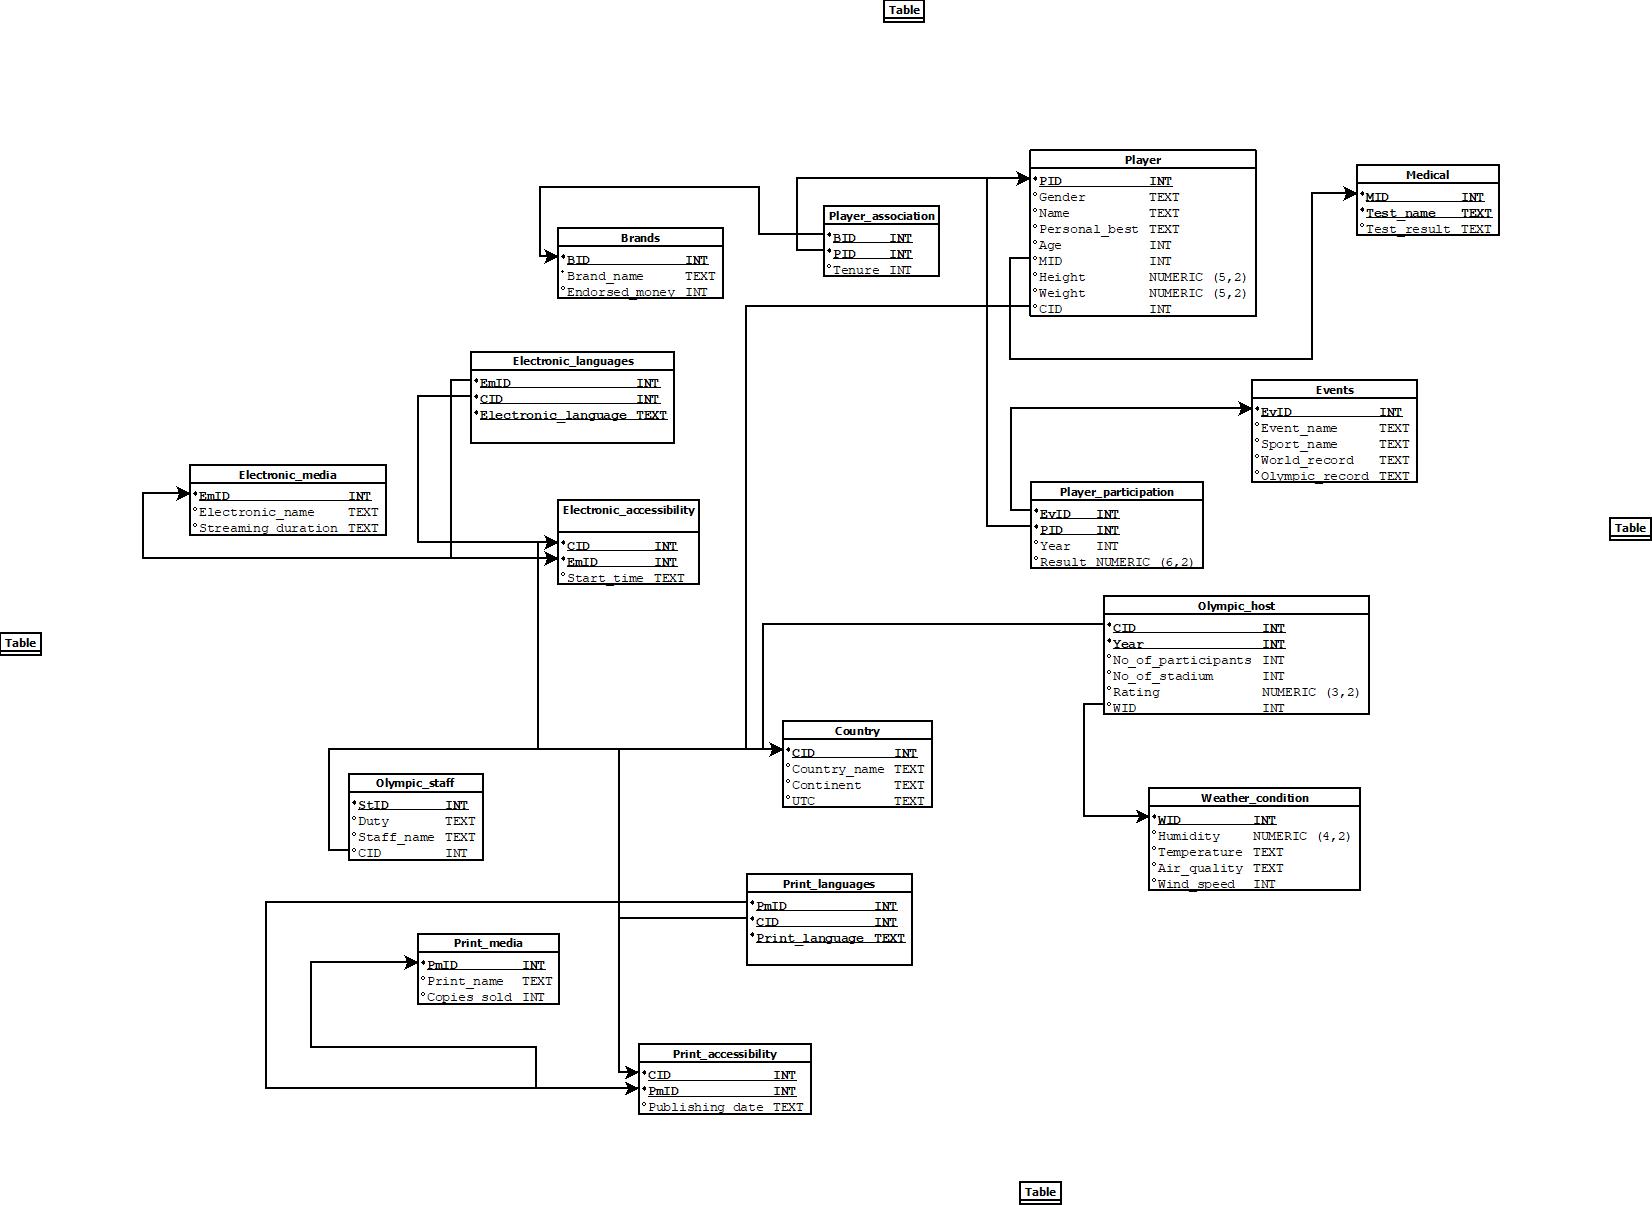 Table
Player
PID INT
Gender TEXT
Name TEXT
Personal_best TEXT
Age INT
MID INT
Height NUMERIC (5,2)
Weight NUMERIC (5,2)
CID INT
Medical
MID INT
Test_name TEXT
Test_result TEXT
Player_association
BID INT
PID INT
Tenure INT
Brands
BID INT
Brand_name TEXT
Endorsed_money INT
Electronic_languages
EmID INT
CID INT
Electronic_language TEXT
Events
EvID INT
Event_name TEXT
Sport_name TEXT
World_record TEXT
Olympic_record TEXT
Electronic_media
EmID INT
Electronic_name TEXT
Streaming_duration TEXT
Player_participation
EvID INT
PID INT
Year INT
Result NUMERIC (6,2)
Electronic_accessibility
CID INT
EmID INT
Start_time TEXT
Table
Olympic_host
CID INT
Year INT
No_of_participants INT
No_of_stadium INT
Rating NUMERIC (3,2)
WID INT
Table
Country
CID INT
Country_name TEXT
Continent TEXT
UTC TEXT
Olympic_staff
StID INT
Duty TEXT
Staff_name TEXT
CID INT
Weather_condition
WID INT
Humidity NUMERIC (4,2)
Temperature TEXT
Air_quality TEXT
Wind_speed INT
Print_languages
PmID INT
CID INT
Print_language TEXT
Print_media
PmID INT
Print_name TEXT
Copies_sold INT
Print_accessibility
CID INT
PmID INT
Publishing_date TEXT
Table